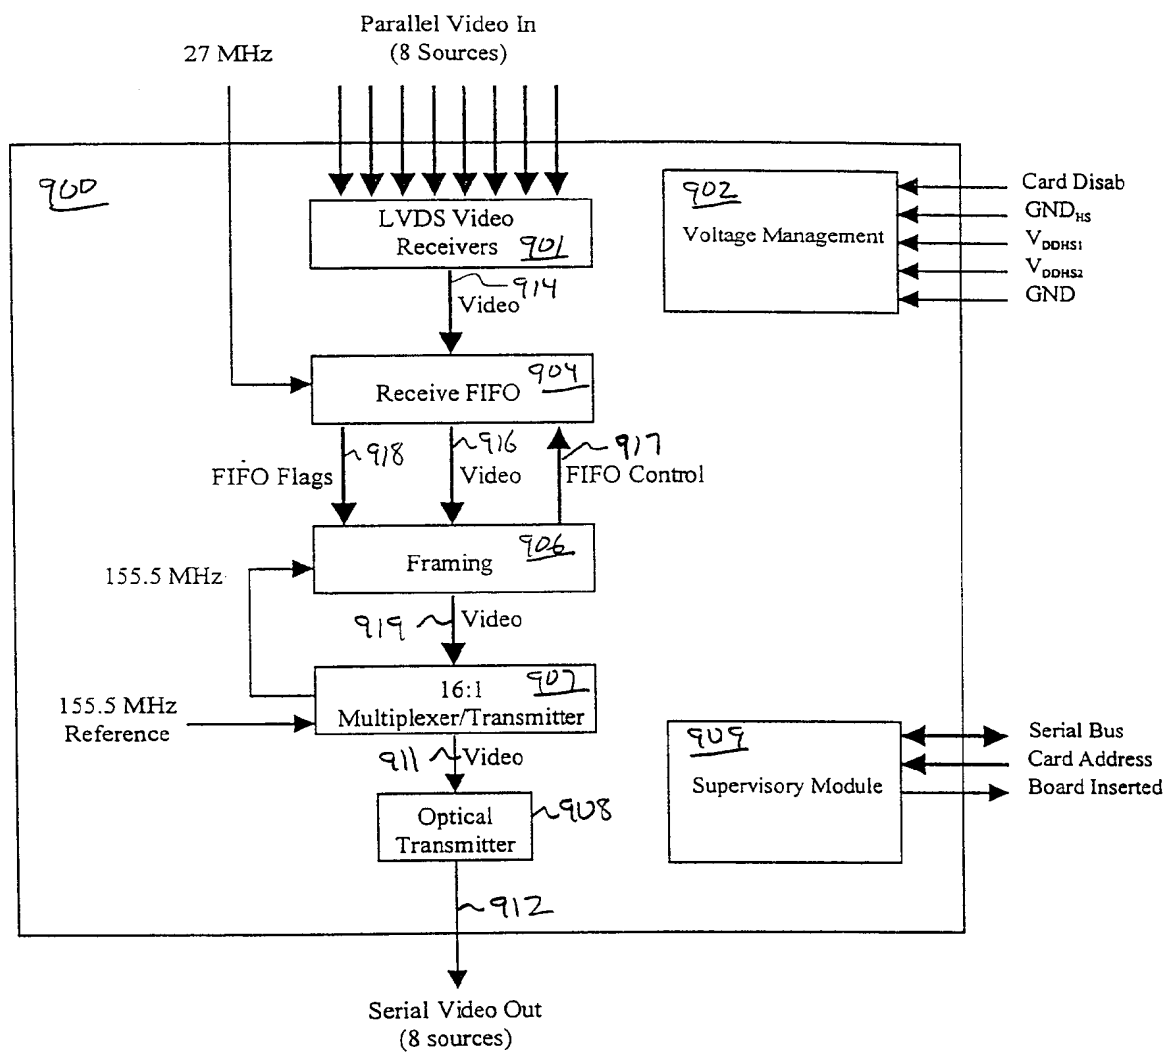 Parallel Video In
(8 Sources)
27 MHz
900
LVDS Video
Receivers 901
902
Voltage Management
Card Disab
GNDHS
VDDHS1
VDDHS2
GND
914
Video
904
Receive FIFO
918
916
917
FIFO Flags
Video
FIFO Control
906
Framing
155.5 MHz
919
Video
907
16:1
Multiplexer/Transmitter
155.5 MHz
Reference
911
Video
909
Supervisory Module
Serial Bus
Card Address
Board Inserted
Optical
Transmitter
908
912
Serial Video Out
(8 sources)